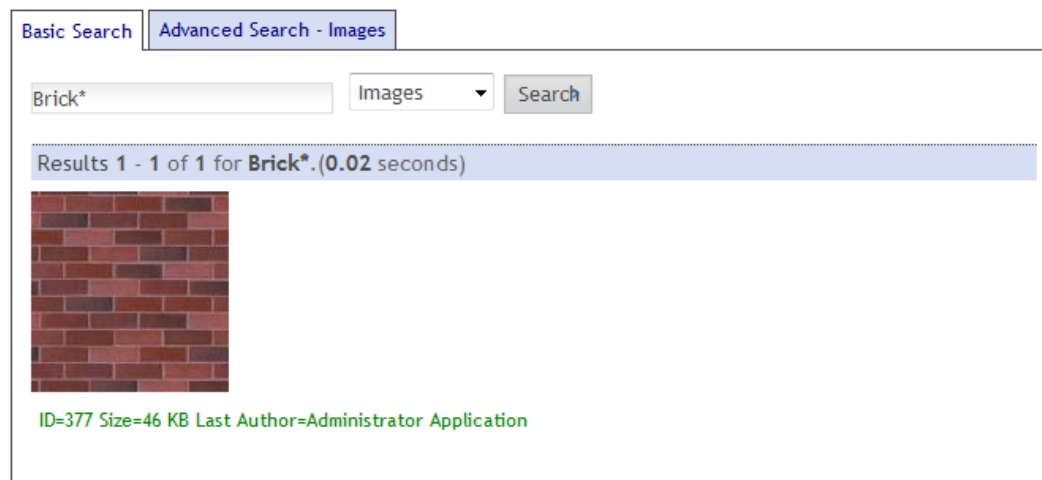 Basic Search Advanced Search - Images
Brick* Images Search
Results 1 - 1 of 1 for Brick*.(0.02 seconds)
ID=377 Size=46 KB Last Author=Administrator Application